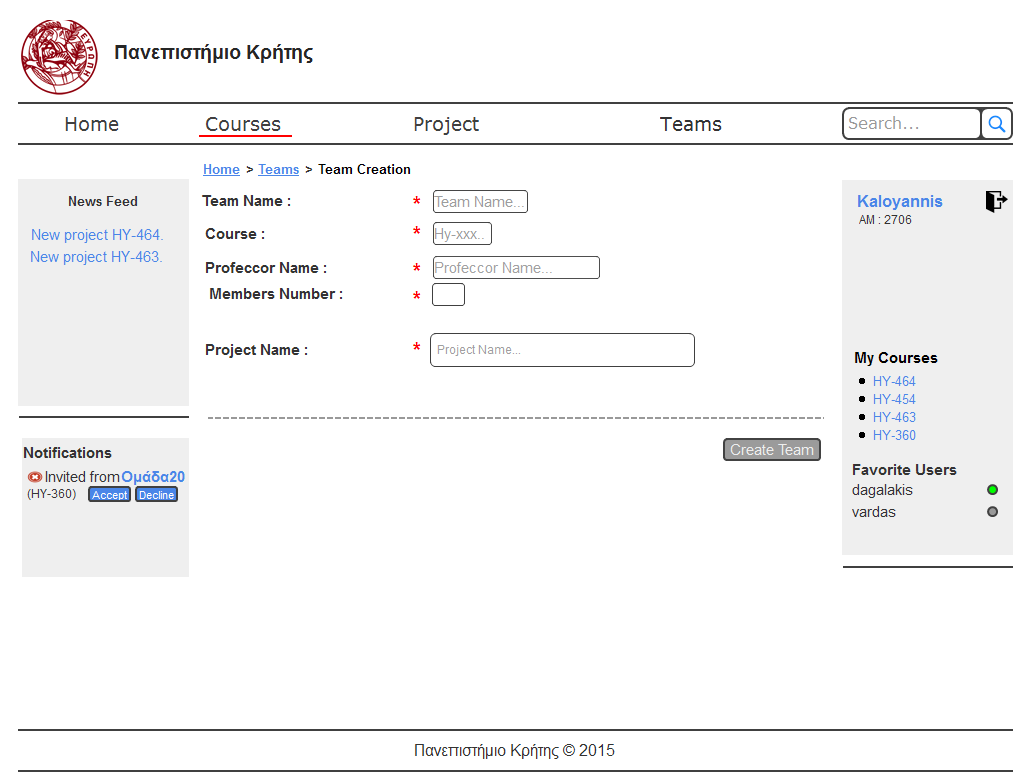 ΕΥΡΩΠΗ
Πανεπιστήμιο Κρήτης
Home Courses Project Teams Search...
Home > Teams > Team Creation
News Feed
New project HY-464.
New project HY-463.
Notifications
Invited from Ομάδα20
(HY-360) Accept Decline
Team Name : * Team Name...
Course : * Hy-xxx..
Profeccor Name : * Profeccor Name...
Members Number : *
Project Name : * Project Name...
Create Team
Kaloyannis
AM : 2706
My Courses
HY-464
HY-454
HY-463
HY-360
Favorite Users
dagalakis
vardas
Πανεπιστήμιο Κρήτης © 2015